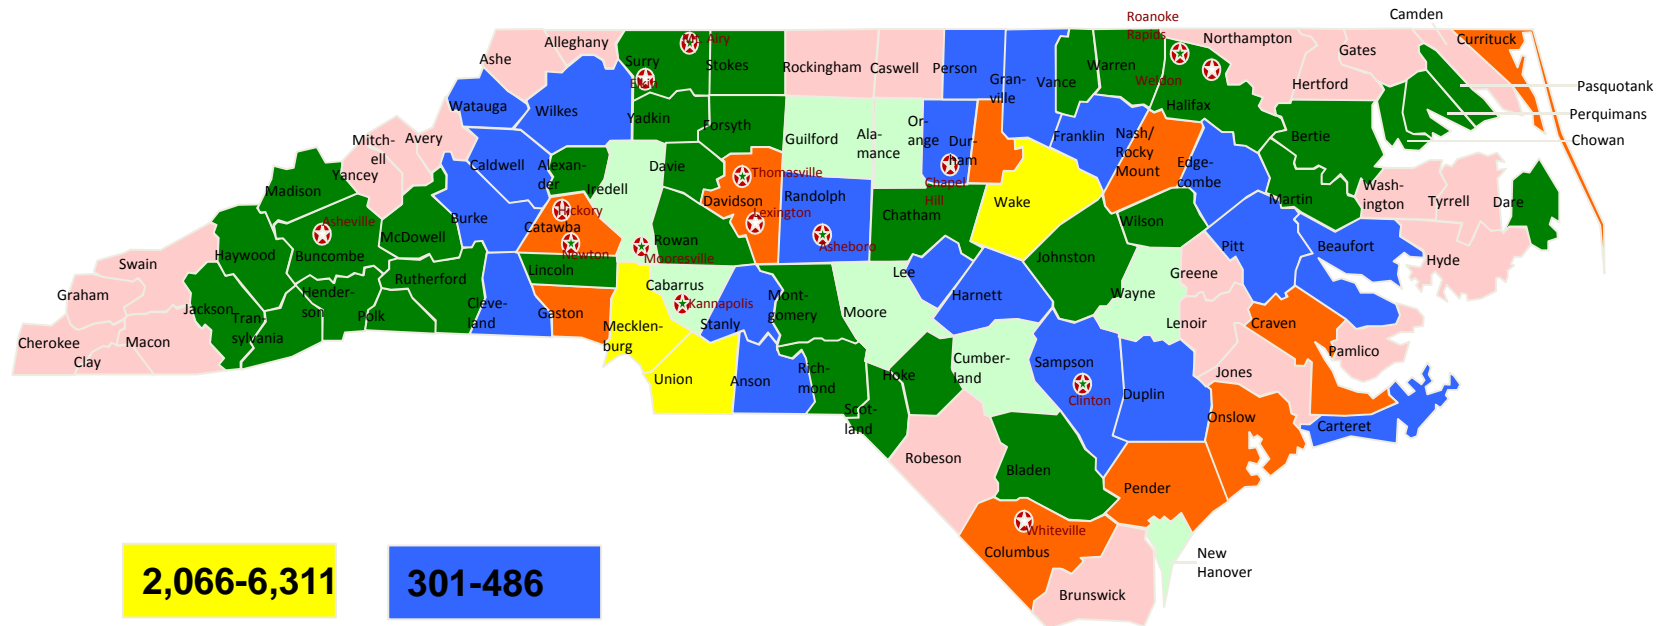 Roanoke
Rapids
Camden
Currituck
Alleghany
Mt. Airy
Northampton
Gates
Ashe
Surry
Stokes
Rockingham
Caswell
Person
Gran-
ville
Vance
Warren
Weldon
Hertford
Pasquotank
Elkin
Halifax
Perquimans
Chowan
Watauga
Wilkes
Yadkin
Forsyth
Guilford
Ala-
mance
Or-
ange
Dur-
ham
Franklin
Nash/
Rocky
Mount
Edge-
combe
Bertie
Mitch-
ell
Avery
Yancey
Caldwell
Alexan-
der
Iredell
Davie
Thomasville
Chapel
Hill
Madison
Davidson
Randolph
Wake
Martin
Wash-
ington
Tyrrell
Dare
Asheville
Burke
Hickory
Catawba
Lexington
Chatham
Wilson
McDowell
Newton
Rowan
Mooresville
Asheboro
Pitt
Beaufort
Swain
Haywood
Buncombe
Rutherford
Lincoln
Lee
Johnston
Greene
Hyde
Graham
Jackson
Hender-
son
Tran-
sylvania
Polk
Cleve-
land
Gaston
Cabarrus
Kannapolis
Stanly
Mont-
gomery
Moore
Harnett
Wayne
Lenoir
Craven
Cherokee
Clay
Macon
Mecklen-
burg
Pamlico
Union
Anson
Rich-
mond
Hoke
Cumber-
land
Sampson
Clinton
Duplin
Jones
Scot-
land
Onslow
Carteret
Robeson
Bladen
Pender
Whiteville
Columbus
New
Hanover
Brunswick
2,066-6,311
301-486